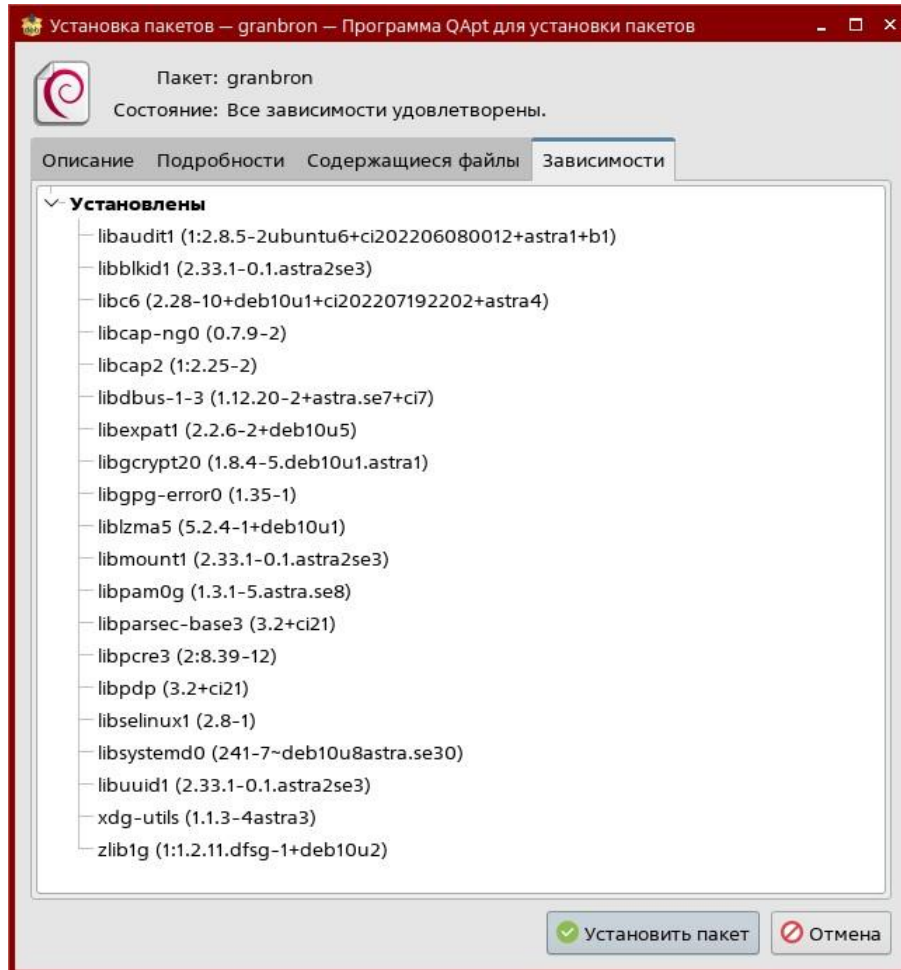 Установка пакетов — granbron — Программа QApt для установки пакетов
Пакет: granbron
Состояние: Все зависимости удовлетворены.
Описание Подробности Содержащиеся файлы Зависимости
Установлены
libaudit1 (1:2.8.5-2ubuntu6+ci202206080012+astra1+b1)
libblkid1 (2.33.1-0.1.astra2se3)
libc6 (2.28-10+deb10u1+ci202207192202+astra4)
libcap-ng0 (0.7.9-2)
libcap2 (1:2.25-2)
libdbus-1-3 (1.12.20-2+astra.se7+ci7)
libexpat1 (2.2.6-2+deb10u5)
libgcrypt20 (1.8.4-5.deb10u1.astra1)
libgpg-error0 (1.35-1)
liblzma5 (5.2.4-1+deb10u1)
libmount1 (2.33.1-0.1.astra2se3)
libpam0g (1.3.1-5.astra.se8)
libparsec-base3 (3.2+ci21)
libpcre3 (2:8.39-12)
libpdp (3.2+ci21)
libselinux1 (2.8-1)
libsystemd0 (241-7~deb10u8astra.se30)
libuuid1 (2.33.1-0.1.astra2se3)
xdg-utils (1.1.3-4astra3)
zlib1g (1:1.2.11.dfsg-1+deb10u2)
Установить пакет Отмена